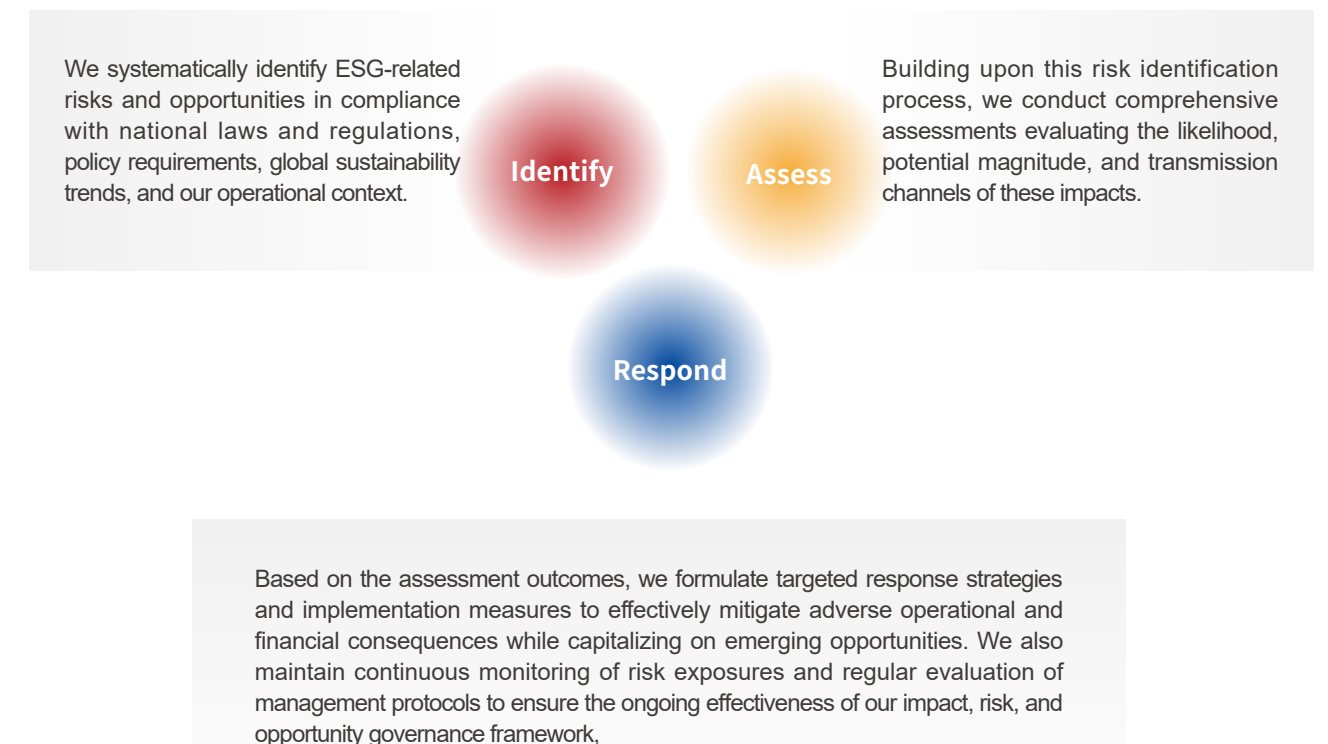 We systematically identify ESG-related
risks and opportunities in compliance
with national laws and regulations,
policy requirements, global sustainability
trends, and our operational context.
Identify
Assess
Building upon this risk identification
process, we conduct comprehensive
assessments evaluating the likelihood,
potential magnitude, and transmission
channels of these impacts.
Respond
Based on the assessment outcomes, we formulate targeted response strategies
and implementation measures to effectively mitigate adverse operational and
financial consequences while capitalizing on emerging opportunities. We also
maintain continuous monitoring of risk exposures and regular evaluation of
management protocols to ensure the ongoing effectiveness of our impact, risk, and
opportunity governance framework,